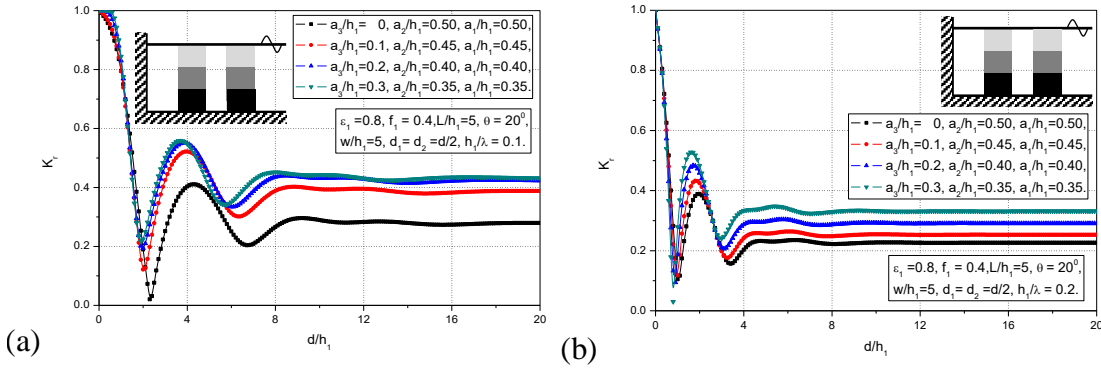 1.0
0.8
0.6
0.4
0.2
0.0
K_r
0 4 8 12 16 20
d/h_1
a_3/h_1= 0, a_2/h_1=0.50, a_1/h_1=0.50,
a_3/h_1=0.1, a_2/h_1=0.45, a_1/h_1=0.45,
a_3/h_1=0.2, a_2/h_1=0.40, a_1/h_1=0.40,
a_3/h_1=0.3, a_2/h_1=0.35, a_1/h_1=0.35.
ε_1=0.8, f_1 = 0.4,L/h_1=5, θ = 20^0,
w/h_1=5, d_1= d_2 =d/2, h_1/λ = 0.1.
(a)
1.0
0.8
0.6
0.4
0.2
0.0
K_r
0 4 8 12 16 20
d/h_1
a_3/h_1= 0, a_2/h_1=0.50, a_1/h_1=0.50,
a_3/h_1=0.1, a_2/h_1=0.45, a_1/h_1=0.45,
a_3/h_1=0.2, a_2/h_1=0.40, a_1/h_1=0.40,
a_3/h_1=0.3, a_2/h_1=0.35, a_1/h_1=0.35.
ε_1=0.8, f_1 = 0.4,L/h_1=5, θ = 20^0,
w/h_1=5, d_1= d_2 =d/2, h_1/λ = 0.2.
(b)